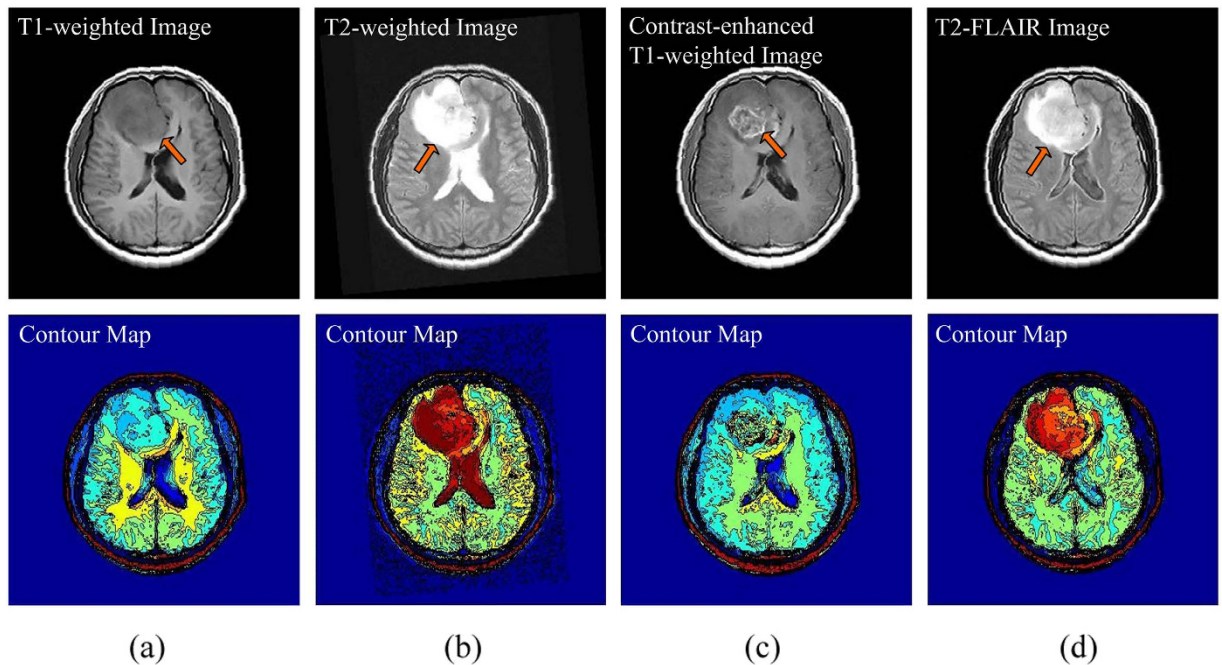 T1-weighted Image
T2-weighted Image
Contrast-enhanced
T1-weighted Image
T2-FLAIR Image
Contour Map
Contour Map
Contour Map
Contour Map
(a)
(b)
(c)
(d)